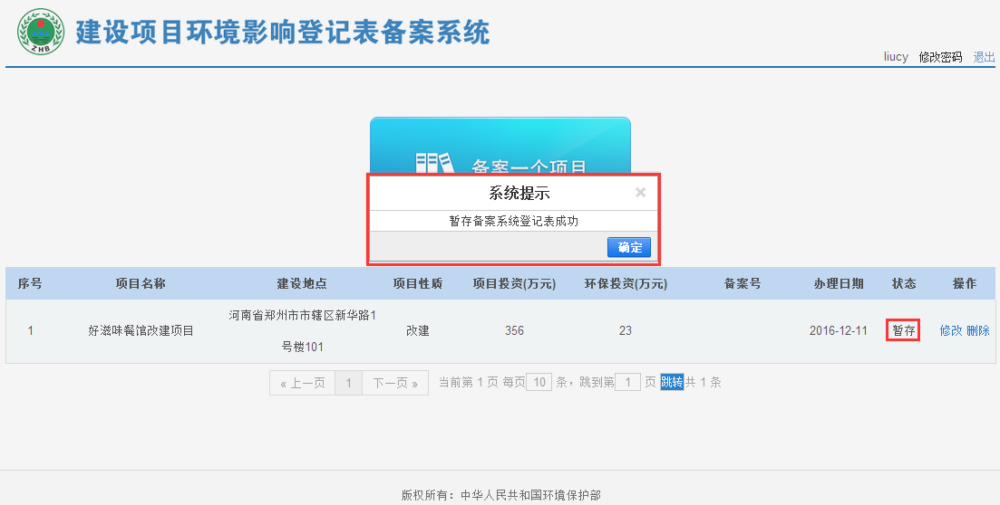 ZHB
建设项目环境影响登记表备案系统
liucy 修改密码 退出
备案一个项目
系统提示 ×
暂存备案系统登记表成功
确定
序号 项目名称 建设地点 项目性质 项目投资(万元) 环保投资(万元) 备案号 办理日期 状态 操作
1 好滋味餐馆改建项目 河南省郑州市市辖区新华路1 改建 356 23 2016-12-11 暂存 修改 删除
号楼101
« 上一页 1 下一页 » 当前第 1 页 每页 10 条，跳到第 1 页 跳转 共 1 条
版权所有：中华人民共和国环境保护部